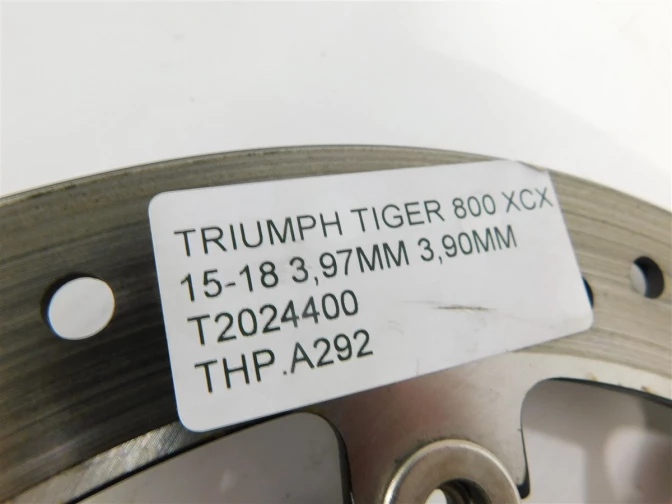 TRIUMPH TIGER 800 XCX
15-18 3,97MM 3,90MM
T2024400
THP.A292